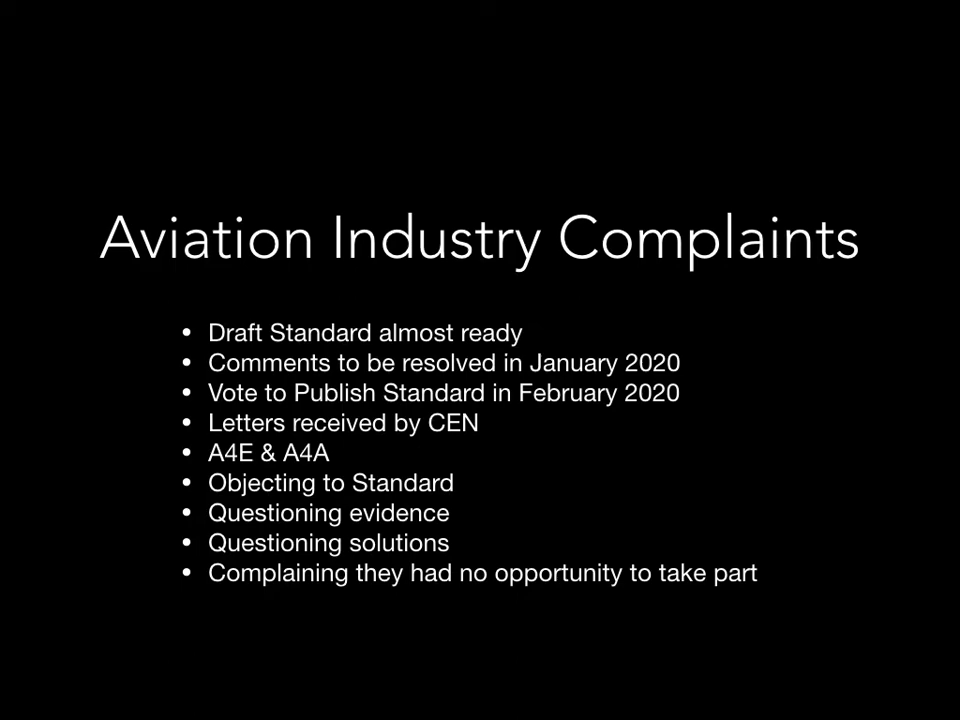 Aviation Industry Complaints
• Draft Standard almost ready
• Comments to be resolved in January 2020
• Vote to Publish Standard in February 2020
• Letters received by CEN
• A4E & A4A
• Objecting to Standard
• Questioning evidence
• Questioning solutions
• Complaining they had no opportunity to take part